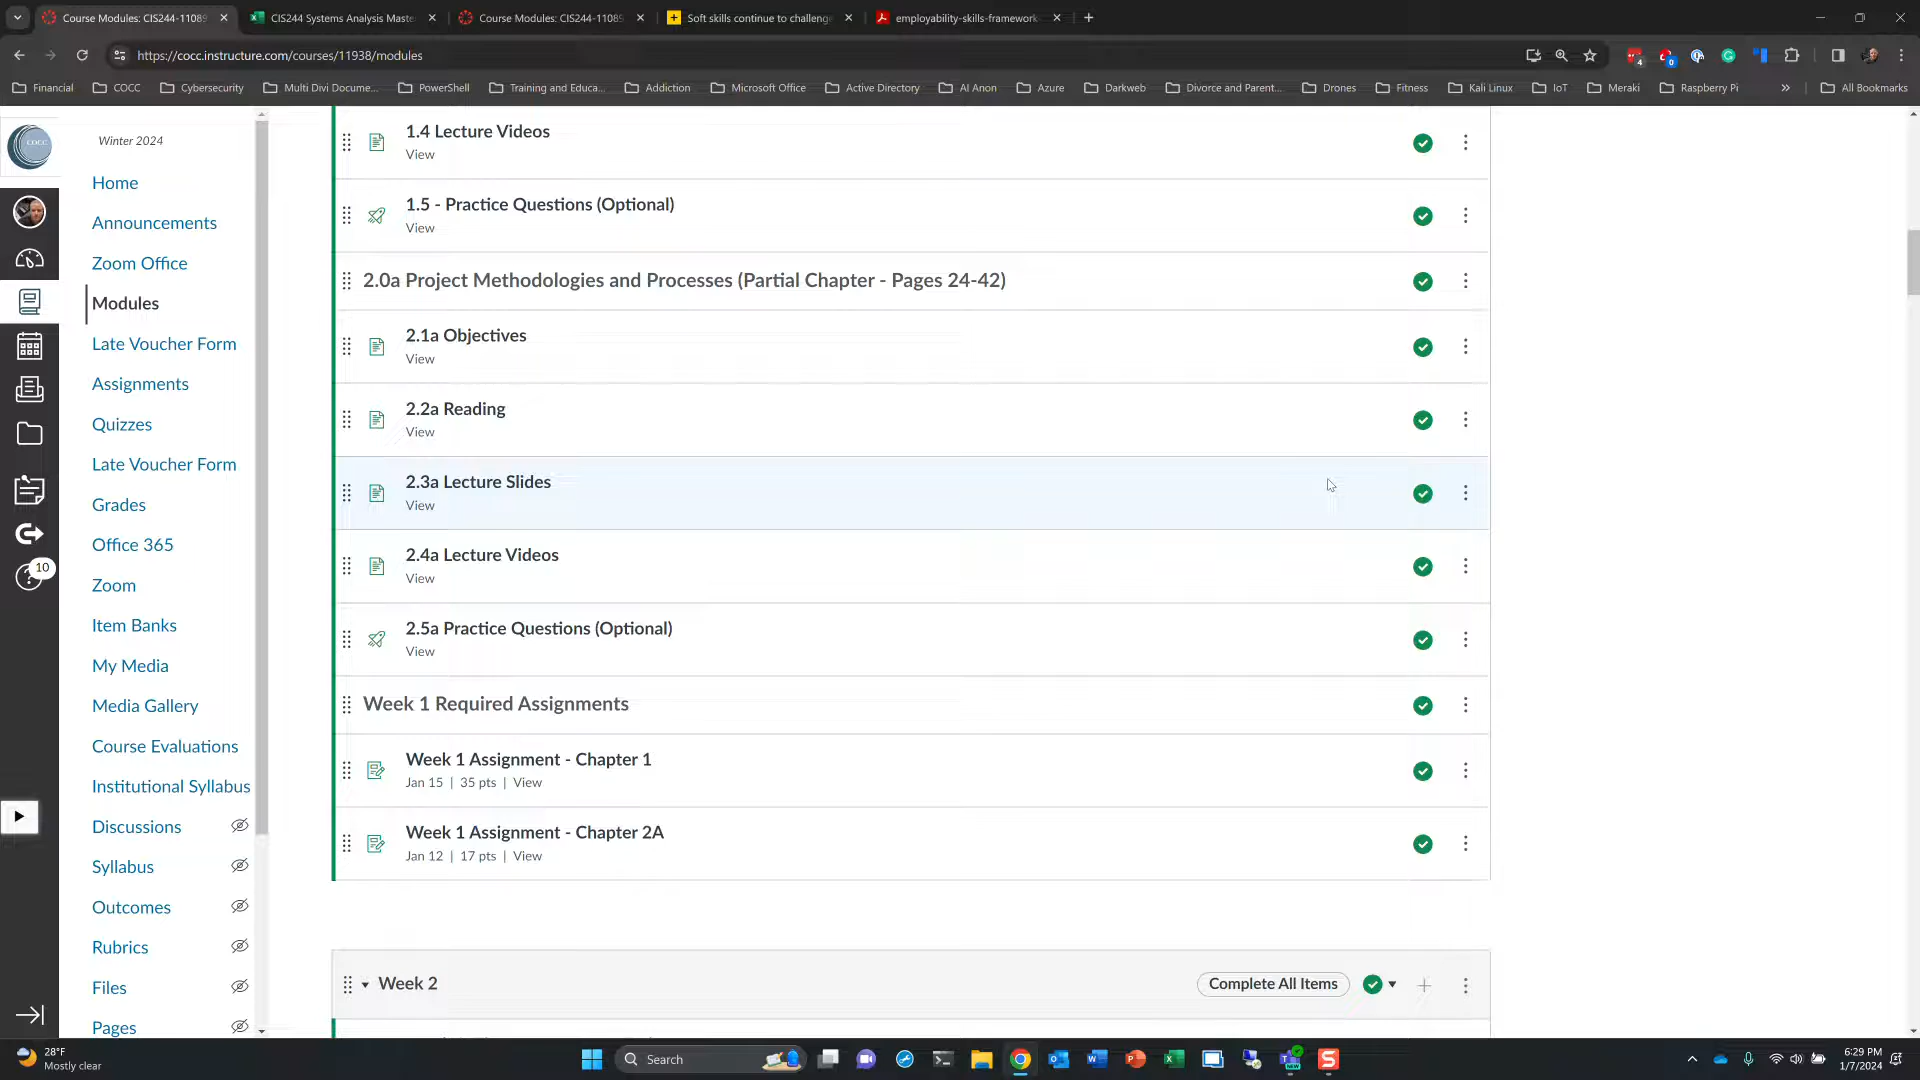 Course Modules: CIS244-11089
CIS244 Systems Analysis Maste
Course Modules: CIS244-11089
Soft skills continue to challenge
employability-skills-framework
https://cocc.instructure.com/courses/11938/modules
4
0
Financial
COCC
Cybersecurity
Multi Divi Docume...
PowerShell
Training and Educa...
Addiction
Microsoft Office
Active Directory
Al Anon
Azure
Darkweb
Divorce and Parent...
Drones
Fitness
Kali Linux
IoT
Meraki
Raspberry Pi
All Bookmarks
COCC
Winter 2024
Home
Announcements
Zoom Office
Modules
Late Voucher Form
Assignments
Quizzes
Late Voucher Form
Grades
Office 365
Zoom
Item Banks
My Media
Media Gallery
Course Evaluations
Institutional Syllabus
Discussions
Syllabus
Outcomes
Rubrics
Files
Pages
10
1.4 Lecture Videos
View
1.5 - Practice Questions (Optional)
View
2.0a Project Methodologies and Processes (Partial Chapter - Pages 24-42)
2.1a Objectives
View
2.2a Reading
View
2.3a Lecture Slides
View
2.4a Lecture Videos
View
2.5a Practice Questions (Optional)
View
Week 1 Required Assignments
Week 1 Assignment - Chapter 1
Jan 15 | 35 pts | View
Week 1 Assignment - Chapter 2A
Jan 12 | 17 pts | View
Week 2
Complete All Items
28°F
Mostly clear
Search
6:29 PM
1/7/2024